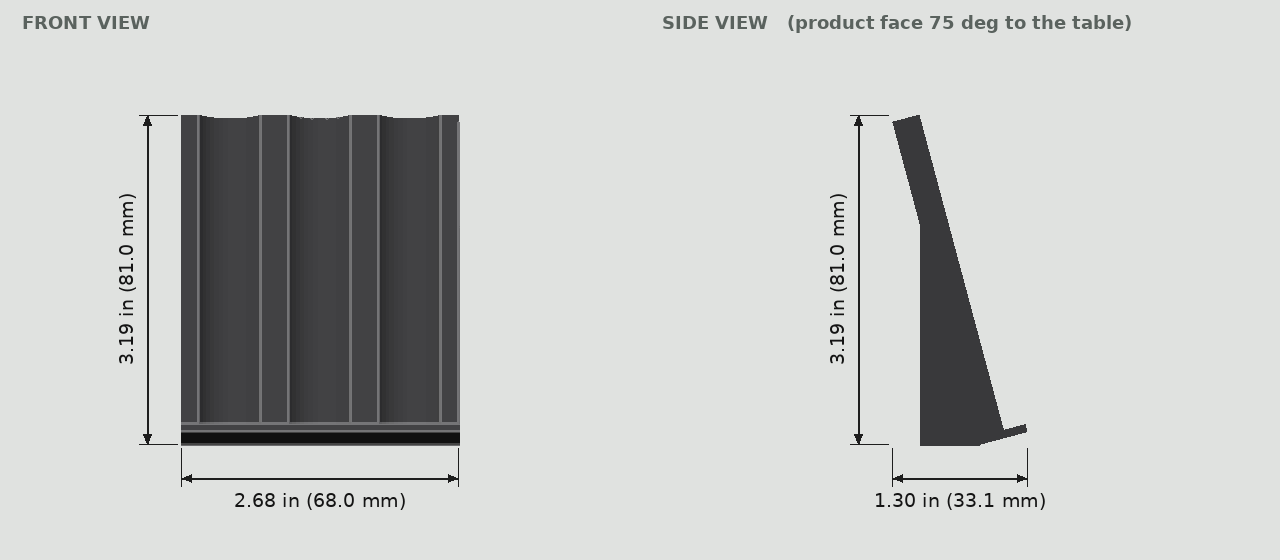 FRONT VIEW
SIDE VIEW (product face 75 deg to the table)
3.19 in (81.0 mm)
3.19 in (81.0 mm)
2.68 in (68.0 mm)
1.30 in (33.1 mm)